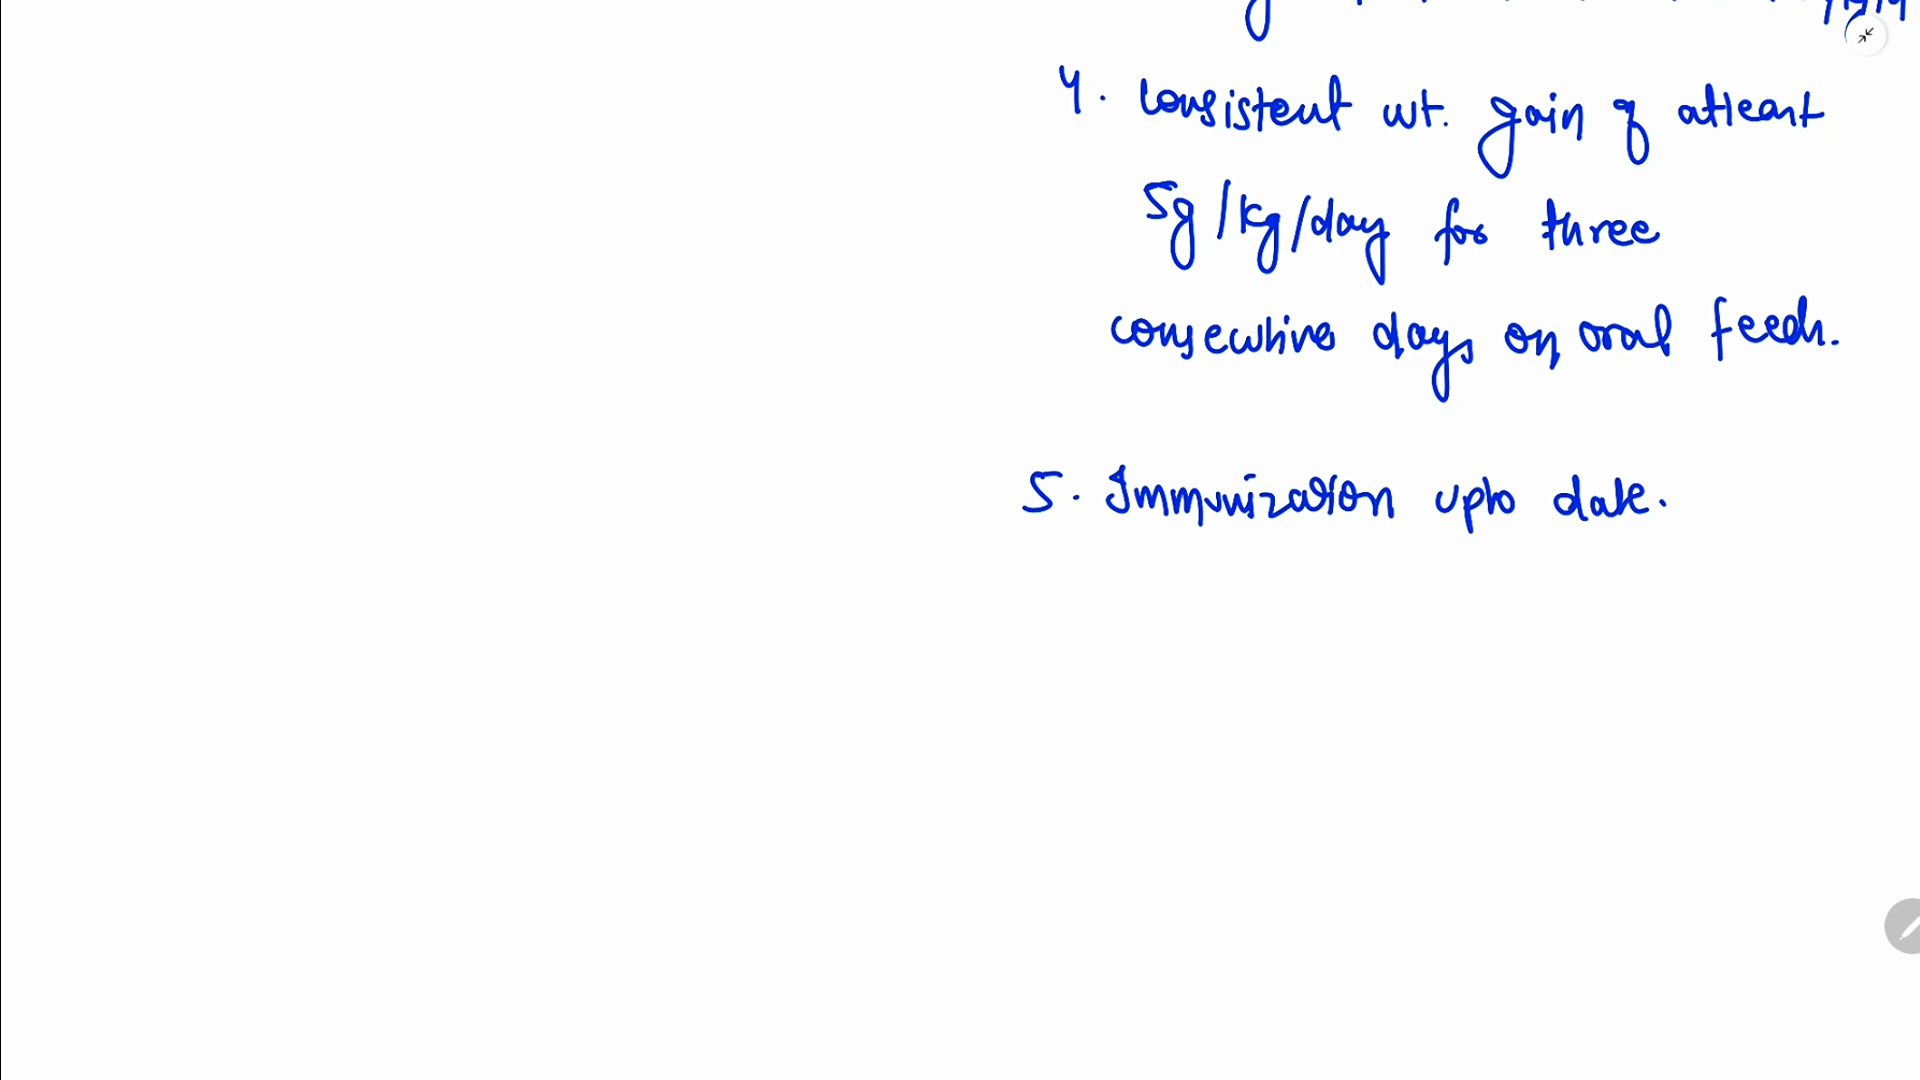 4. Consistent wt. gain of atleast
5g/kg/day for three
consecutive days on oral feeds.
5. Immunization upto date.